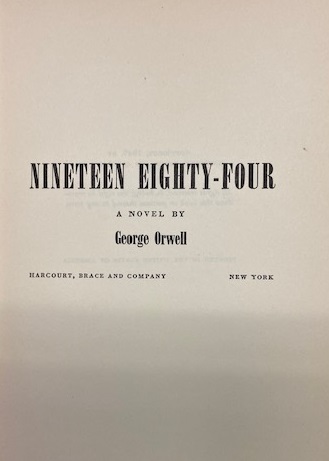 NINETEEN EIGHTY-FOUR
A NOVEL BY
George Orwell
HARCOURT, BRACE AND COMPANY NEW YORK